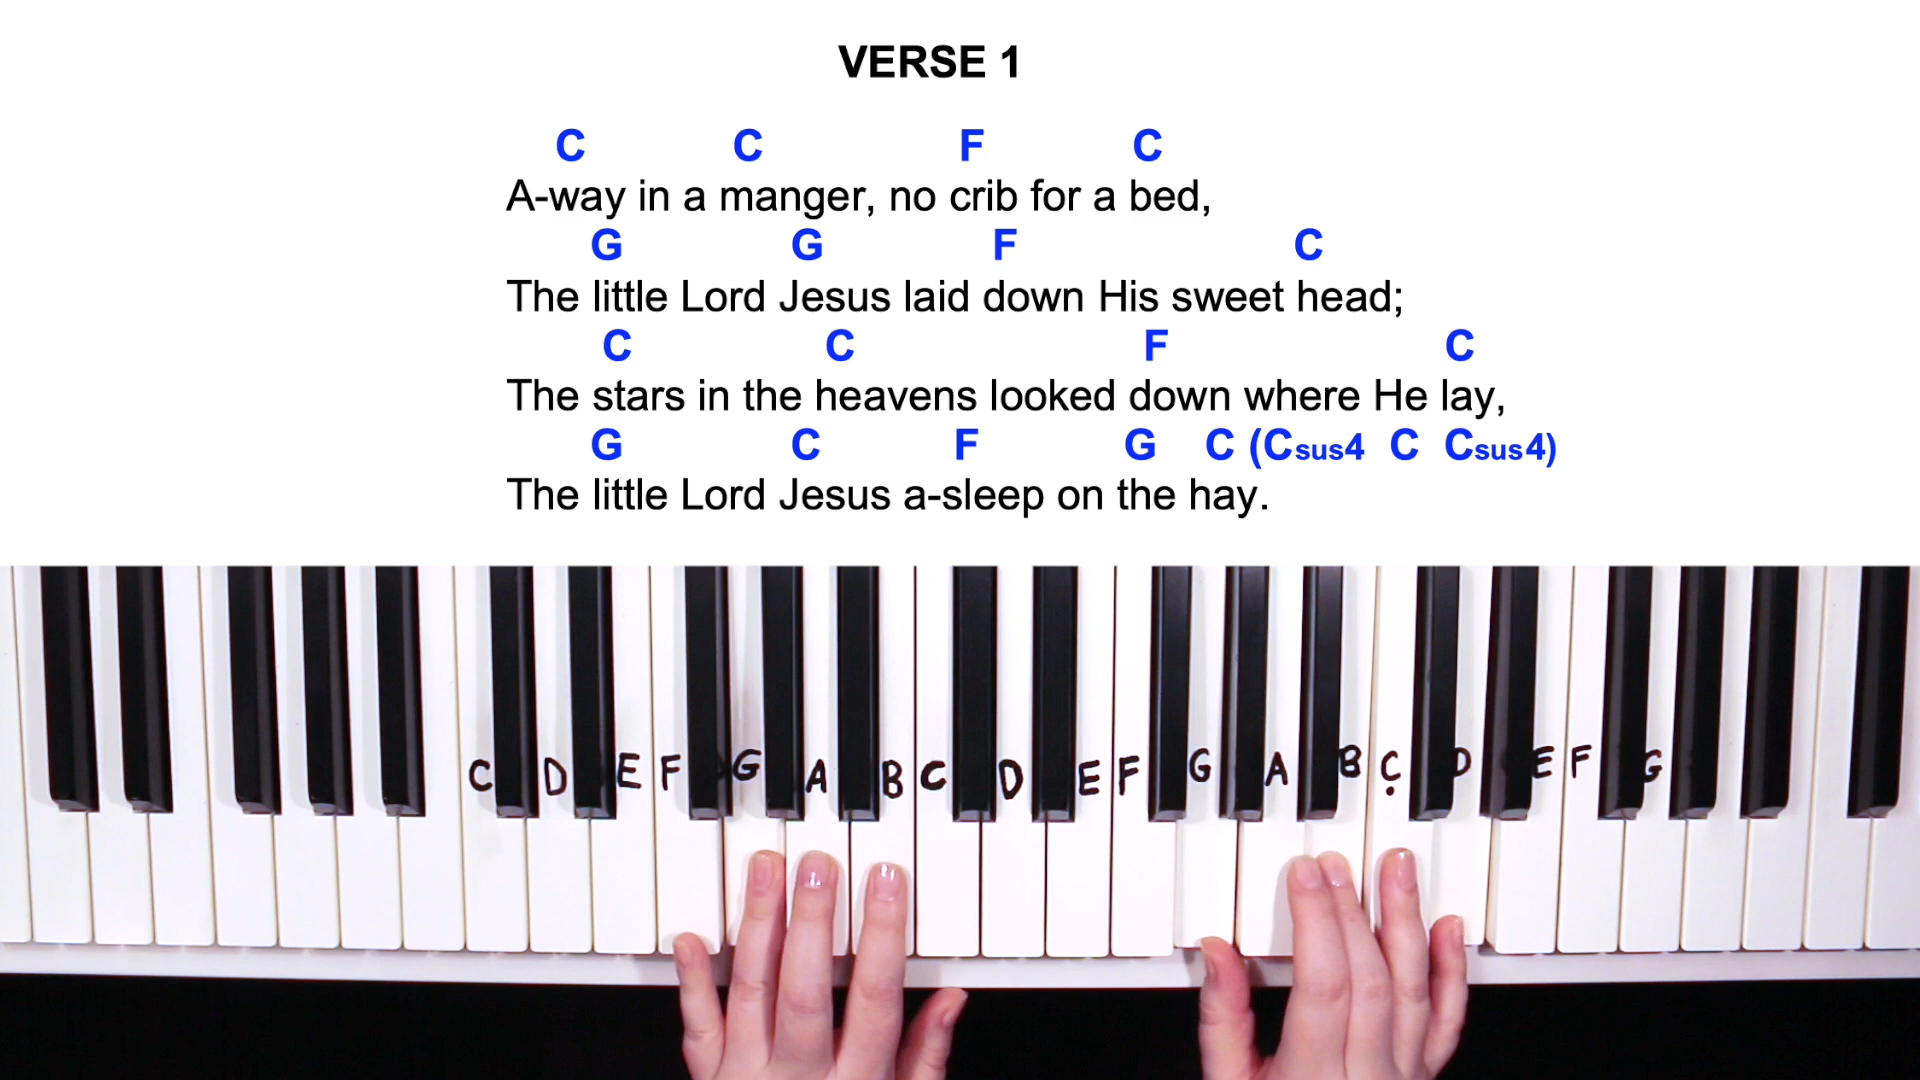 VERSE 1
C C F C
A-way in a manger, no crib for a bed,
G G F C
The little Lord Jesus laid down His sweet head;
C C F C
The stars in the heavens looked down where He lay,
G C F G C (Csus4 C Csus4)
The little Lord Jesus a-sleep on the hay.
C D E F G A B C D E F G A B C D E F G